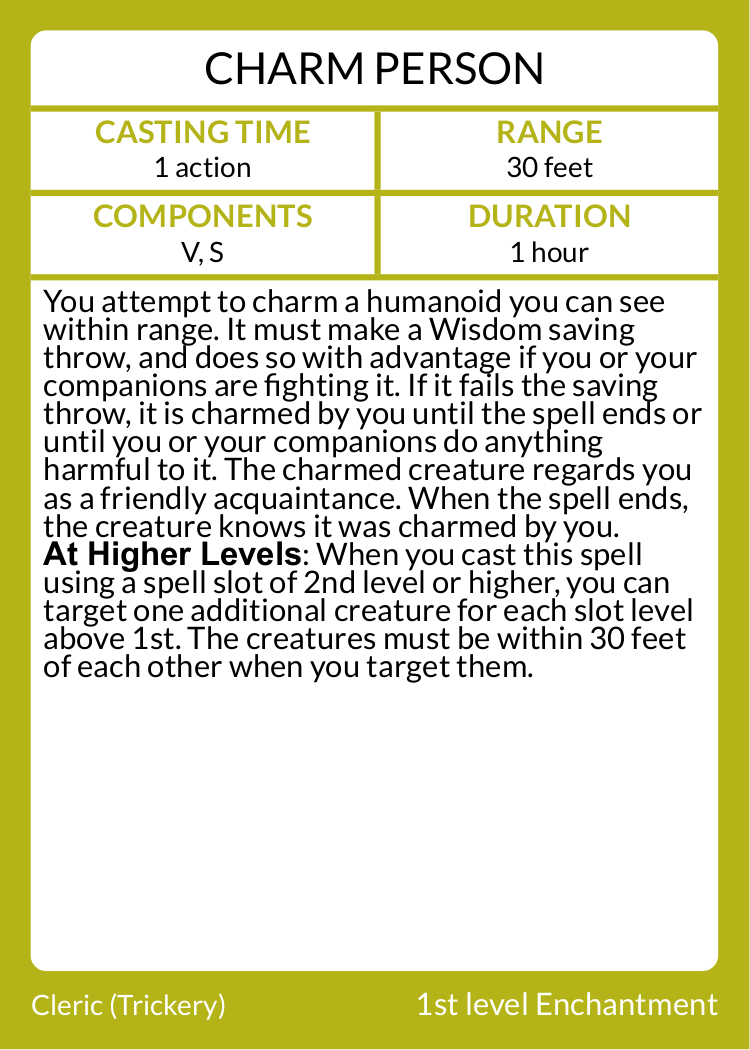 CHARM PERSON
CASTING TIME
1 action
RANGE
30 feet
COMPONENTS
V, S
DURATION
1 hour
You attempt to charm a humanoid you can see
within range. It must make a Wisdom saving
throw, and does so with advantage if you or your
companions are fighting it. If it fails the saving
throw, it is charmed by you until the spell ends or
until you or your companions do anything
harmful to it. The charmed creature regards you
as a friendly acquaintance. When the spell ends,
the creature knows it was charmed by you.
At Higher Levels: When you cast this spell
using a spell slot of 2nd level or higher, you can
target one additional creature for each slot level
above 1st. The creatures must be within 30 feet
of each other when you target them.
Cleric (Trickery)
1st level Enchantment